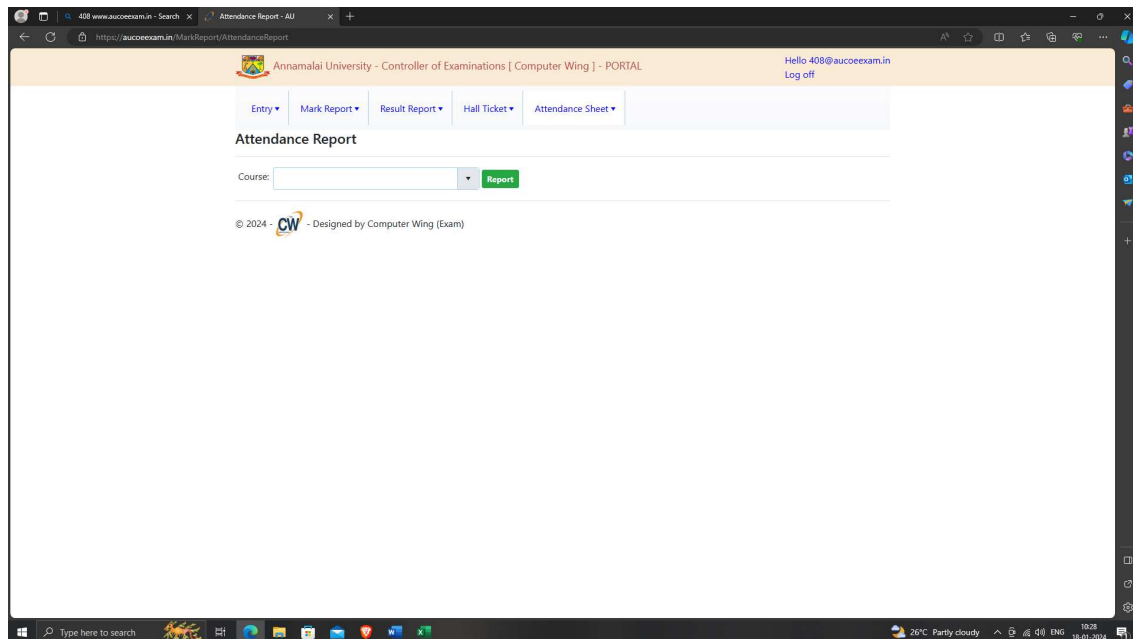 408 www.aucoeexam.in - Search
Attendance Report - AU
https://aucoeexam.in/MarkReport/AttendanceReport
Annamalai University - Controller of Examinations [ Computer Wing ] - PORTAL
Hello 408@aucoeexam.in
Log off
Entry Mark Report Result Report Hall Ticket Attendance Sheet
Attendance Report
Course: Report
© 2024 - CW - Designed by Computer Wing (Exam)
Type here to search
26°C Partly cloudy ENG 10:28
18-01-2024